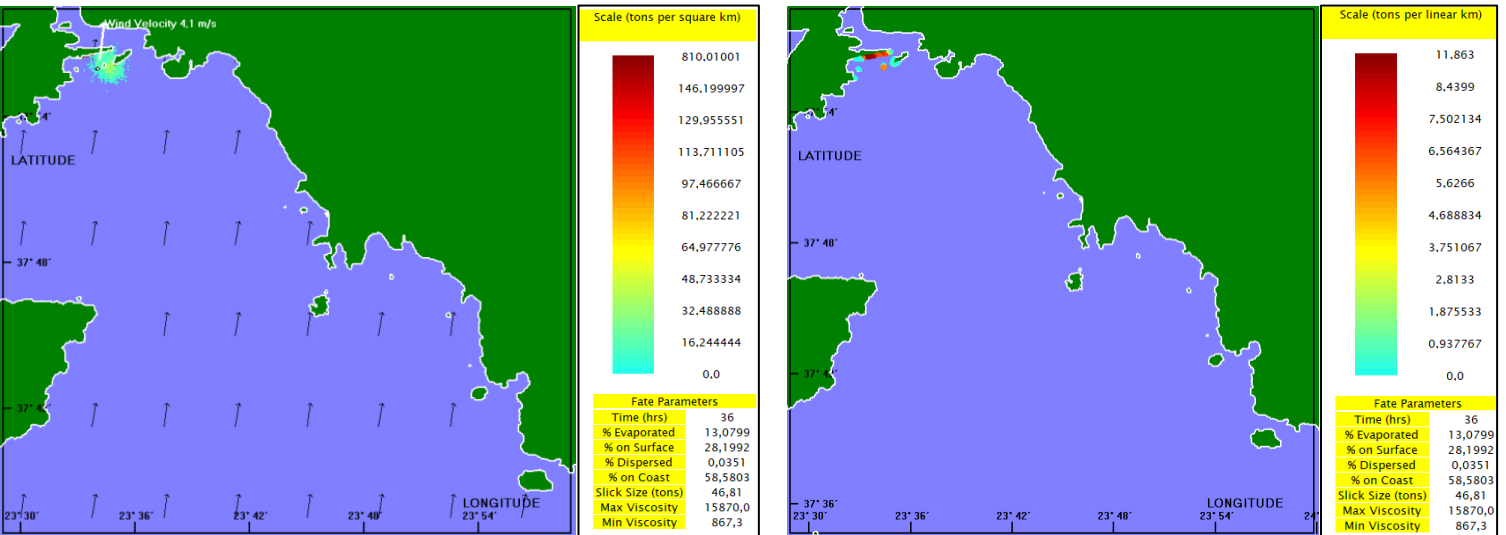 Wind Velocity 4,1 m/s
LATITUDE
37° 48′
LONGITUDE
23° 30′ 23° 36′ 23° 42′ 23° 48′ 23° 54′
Scale (tons per square km)
810,01001
146,199997
129,955551
113,711105
97,466667
81,222221
64,977776
48,733334
32,488888
16,244444
0,0
Fate Parameters
Time (hrs) 36
% Evaporated 13,0799
% on Surface 28,1992
% Dispersed 0,0351
% on Coast 58,5803
Slick Size (tons) 46,81
Max Viscosity 15870,0
Min Viscosity 867,3
LATITUDE
37° 48′
37° 36′
LONGITUDE
23° 30′ 23° 36′ 23° 42′ 23° 48′ 23° 54′ 24°
Scale (tons per linear km)
11,863
8,4399
7,502134
6,564367
5,6266
4,688834
3,751067
2,8133
1,875533
0,937767
0,0
Fate Parameters
Time (hrs) 36
% Evaporated 13,0799
% on Surface 28,1992
% Dispersed 0,0351
% on Coast 58,5803
Slick Size (tons) 46,81
Max Viscosity 15870,0
Min Viscosity 867,3